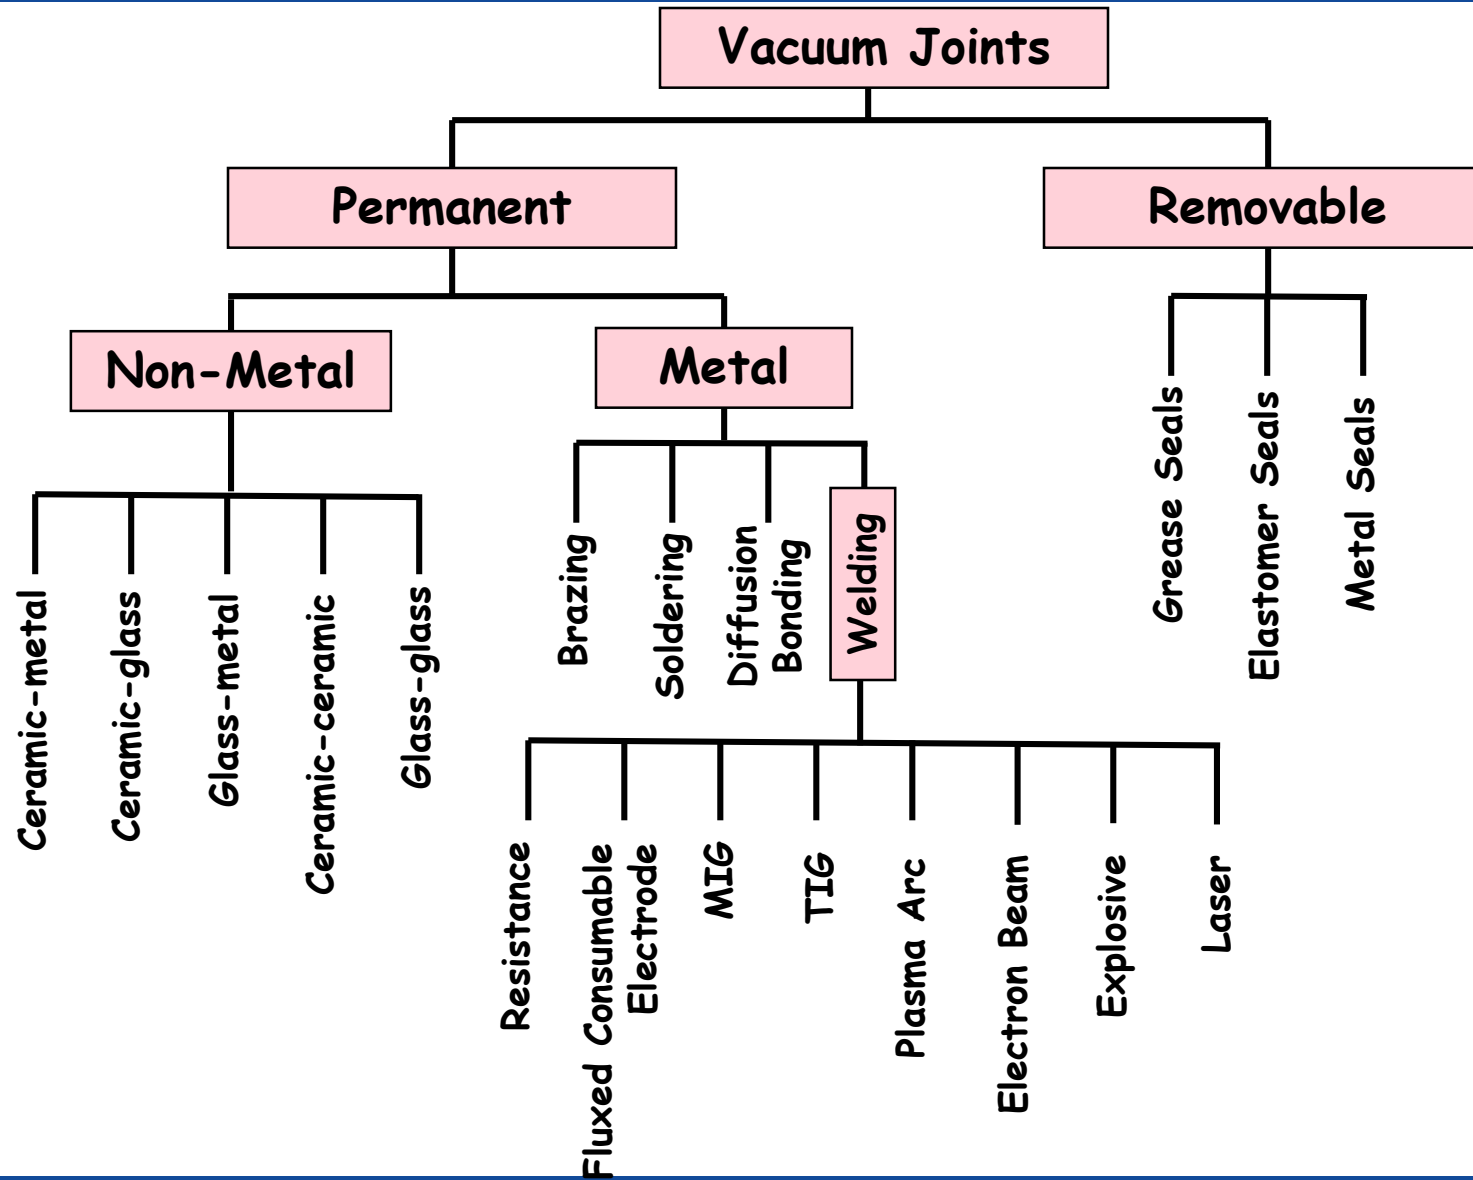 Vacuum Joints
Permanent
Removable
Non-Metal
Metal
Ceramic-metal
Ceramic-glass
Glass-metal
Ceramic-ceramic
Glass-glass
Brazing
Soldering
Diffusion
Bonding
Welding
Grease Seals
Elastomer Seals
Metal Seals
Resistance
Fluxed Consumable
Electrode
MIG
TIG
Plasma Arc
Electron Beam
Explosive
Laser